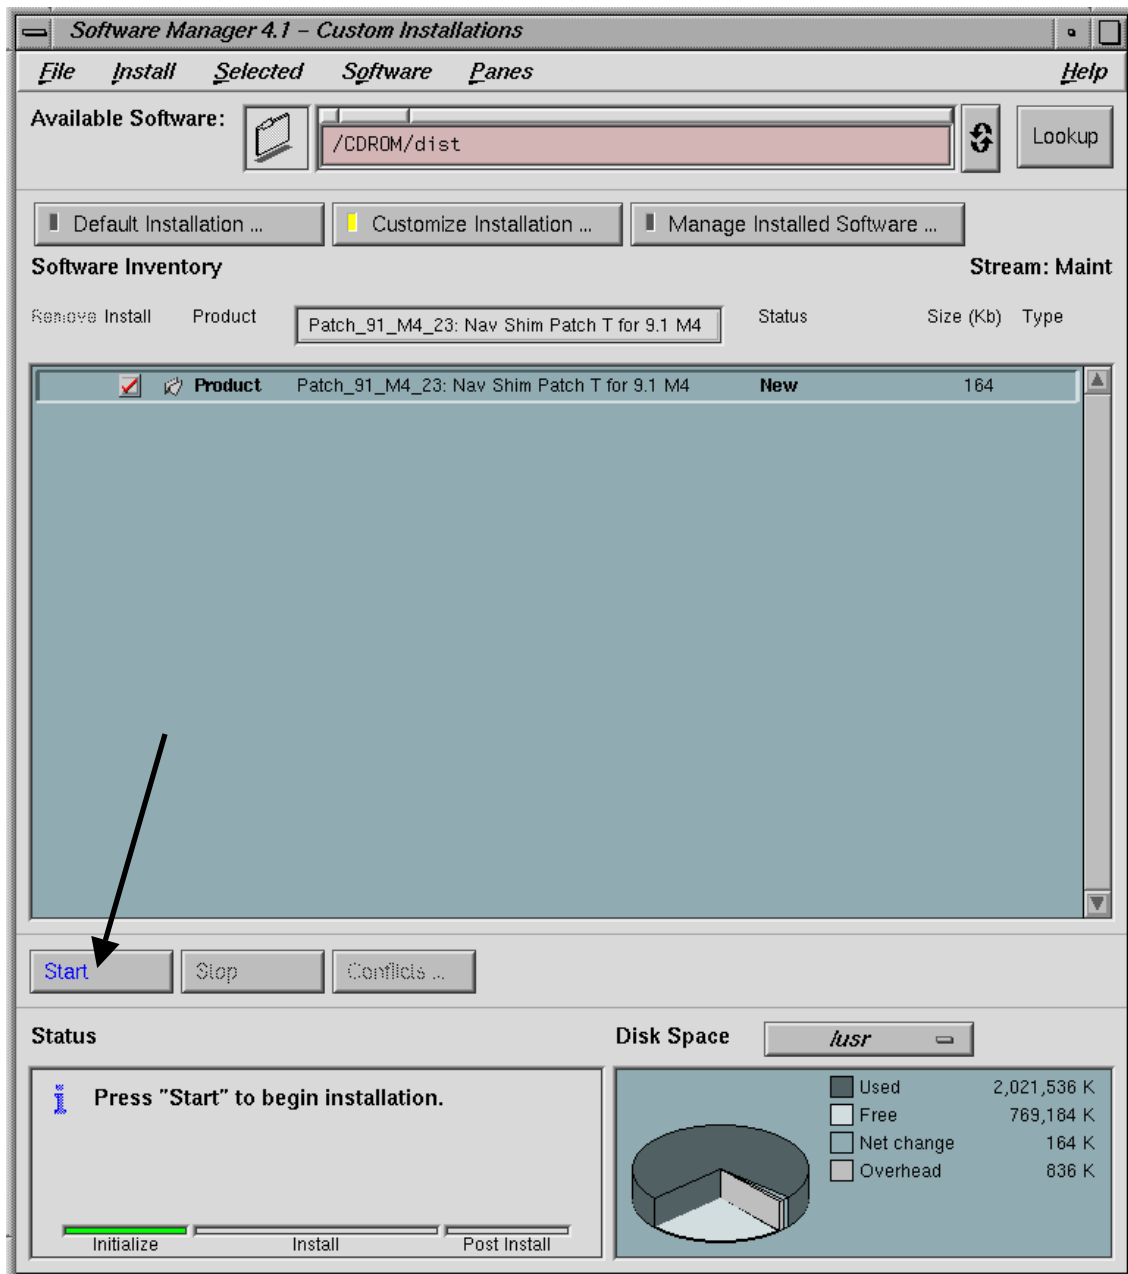 Software Manager 4.1 – Custom Installations
File Install Selected Software Panes Help
Available Software:
/CDROM/dist
Lookup
Default Installation ...
Customize Installation ...
Manage Installed Software ...
Software Inventory
Stream: Maint
Remove Install Product Patch_91_M4_23: Nav Shim Patch T for 9.1 M4 Status Size (Kb) Type
Product Patch_91_M4_23: Nav Shim Patch T for 9.1 M4 New 164
Start Stop Conflicts ...
Status
Press "Start" to begin installation.
Initialize Install Post Install
Disk Space /usr
Used 2,021,536 K
Free 769,184 K
Net change 164 K
Overhead 836 K